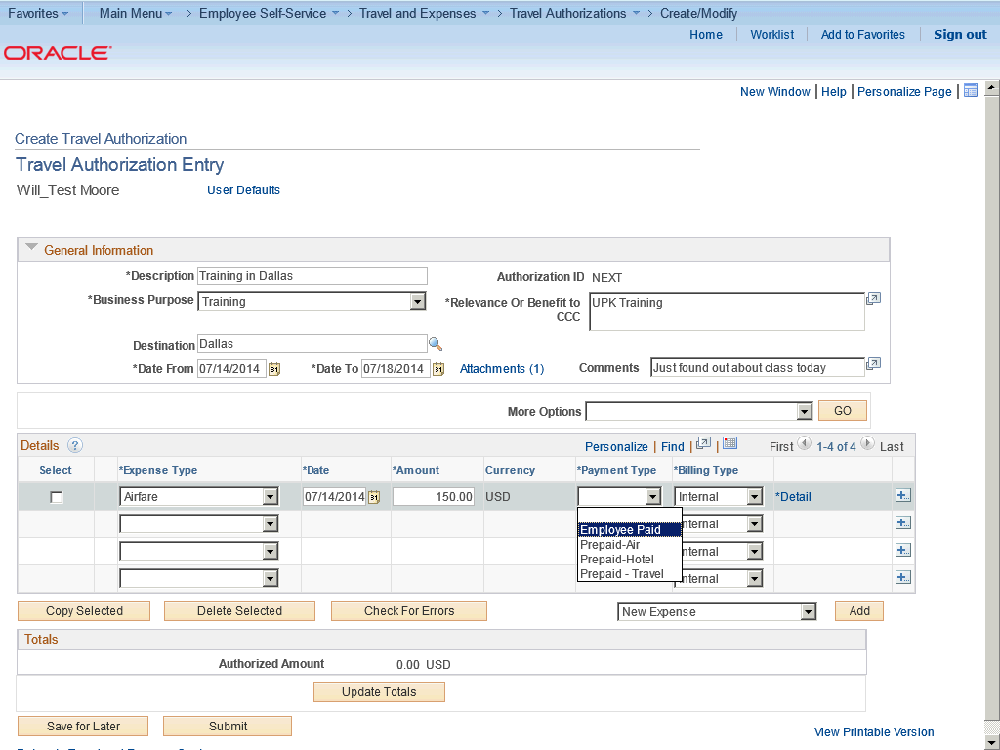 Favorites Main Menu > Employee Self-Service > Travel and Expenses > Travel Authorizations > Create/Modify
Home Worklist Add to Favorites Sign out
ORACLE
New Window | Help | Personalize Page |
Create Travel Authorization
Travel Authorization Entry
Will_Test Moore User Defaults
General Information
*Description Training in Dallas Authorization ID NEXT
*Business Purpose Training *Relevance Or Benefit to CCC UPK Training
Destination Dallas
*Date From 07/14/2014 31 *Date To 07/18/2014 31 Attachments (1) Comments Just found out about class today
More Options GO
Details ? Personalize | Find | | First 1-4 of 4 Last
Select *Expense Type *Date *Amount Currency *Payment Type *Billing Type
Airfare 07/14/2014 31 150.00 USD Internal *Detail
Employee Paid
Prepaid-Air
Prepaid-Hotel
Prepaid - Travel
nternal
nternal
nternal
Copy Selected Delete Selected Check For Errors New Expense Add
Totals
Authorized Amount 0.00 USD
Update Totals
Save for Later Submit
View Printable Version